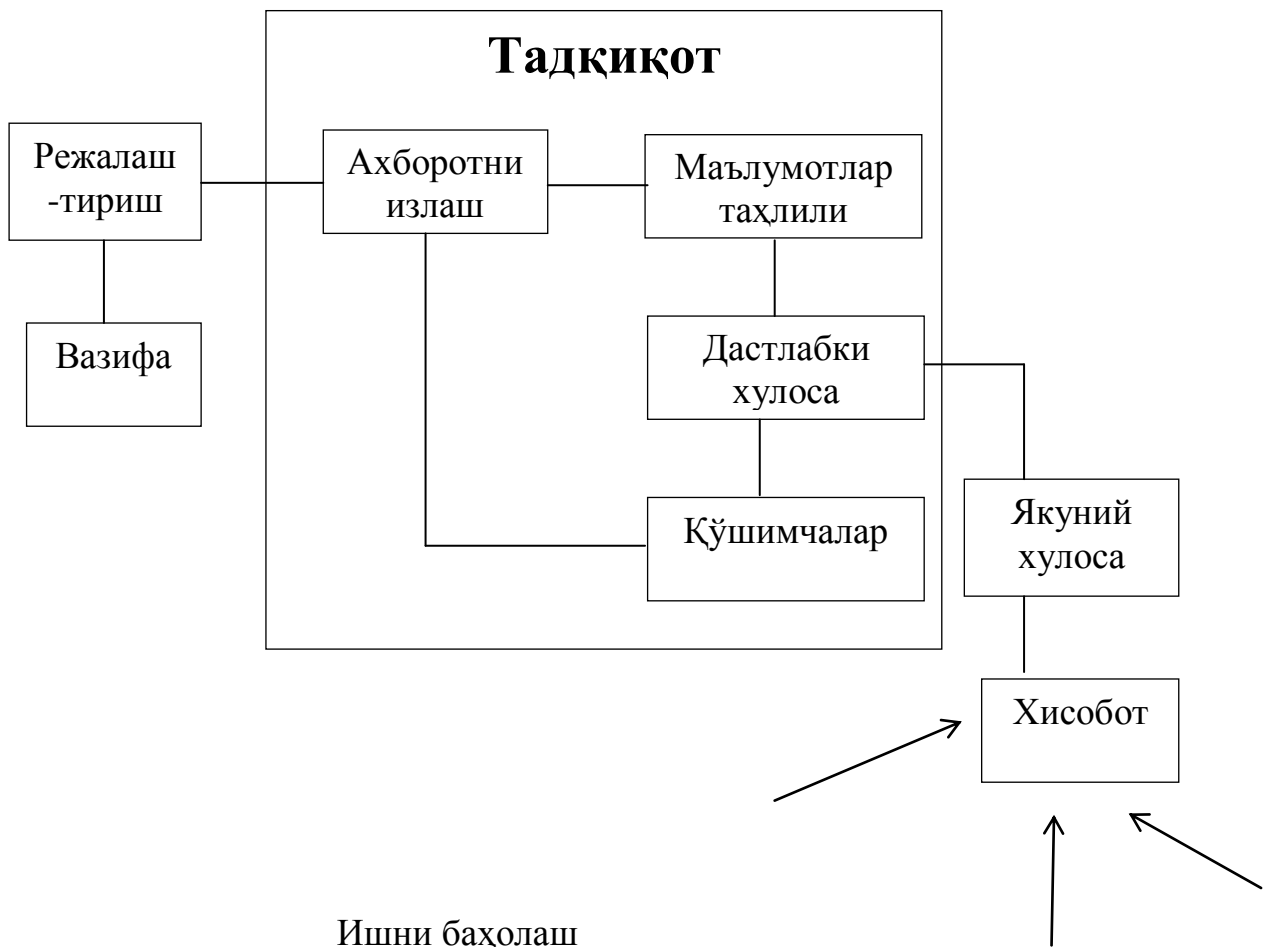 Тадқиқот
Режалаш
-тириш
Ахборотни
излаш
Маълумотлар
таҳлили
Вазифа
Дастлабки
хулоса
Қўшимчалар
Якуний
хулоса
Хисобот
Ишни баҳолаш